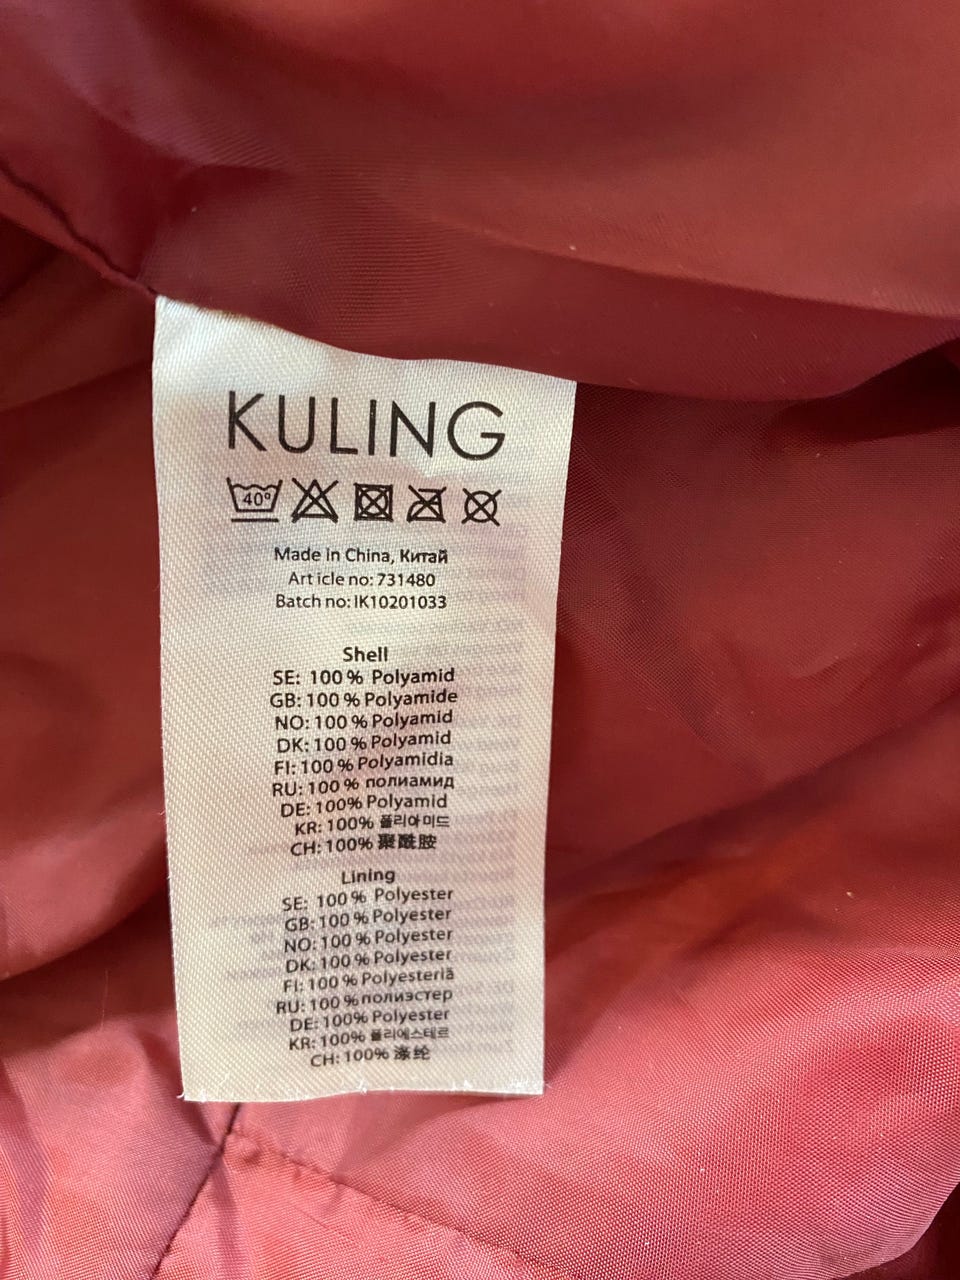 KULING
40°
Made in China, Китай
Article no: 731480
Batch no: IK10201033
Shell
SE: 100 % Polyamid
GB: 100 % Polyamide
NO: 100 % Polyamid
DK: 100 % Polyamid
FI: 100 % Polyamidia
RU: 100 % полиамид
DE: 100% Polyamid
KR: 100% 폴리아미드
CH: 100% 聚酰胺
Lining
SE: 100 % Polyester
GB: 100 % Polyester
NO: 100 % Polyester
DK: 100 % Polyester
FI: 100 % Polyesteriä
RU: 100 % полиэстер
DE: 100% Polyester
KR: 100% 폴리에스테르
CH: 100% 涤纶